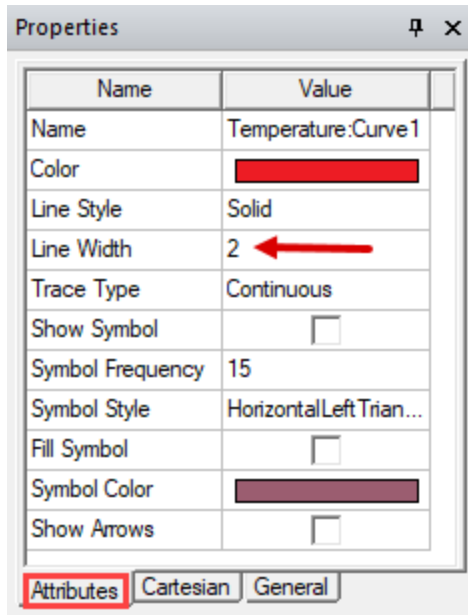 Properties
Name Value
Name Temperature:Curve1
Color
Line Style Solid
Line Width 2
Trace Type Continuous
Show Symbol
Symbol Frequency 15
Symbol Style HorizontalLeftTrian...
Fill Symbol
Symbol Color
Show Arrows
Attributes Cartesian General